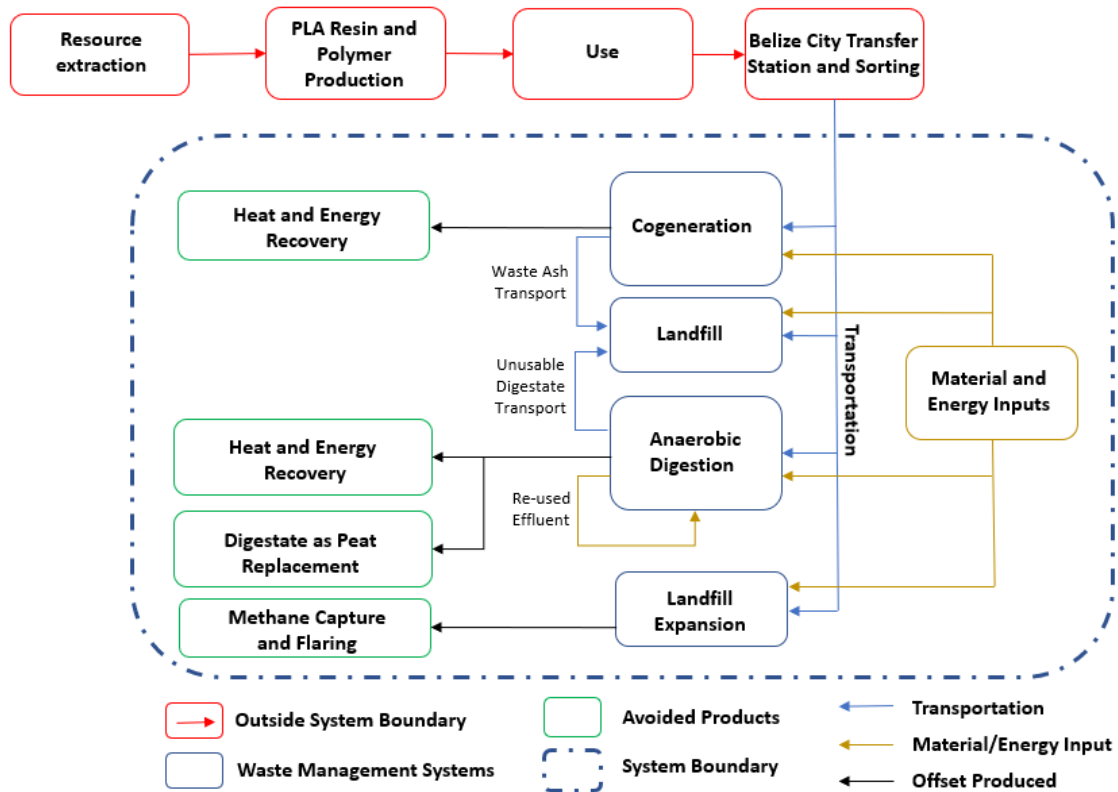 Resource
extraction
PLA Resin and
Polymer
Production
Use
Belize City Transfer
Station and Sorting
Heat and Energy
Recovery
Cogeneration
Waste Ash
Transport
Landfill
Unusable
Digestate
Transport
Transportation
Material and
Energy Inputs
Heat and Energy
Recovery
Anaerobic
Digestion
Re-used
Effluent
Digestate as Peat
Replacement
Landfill
Expansion
Methane Capture
and Flaring
Outside System Boundary
Avoided Products
Transportation
Waste Management Systems
System Boundary
Material/Energy Input
Offset Produced